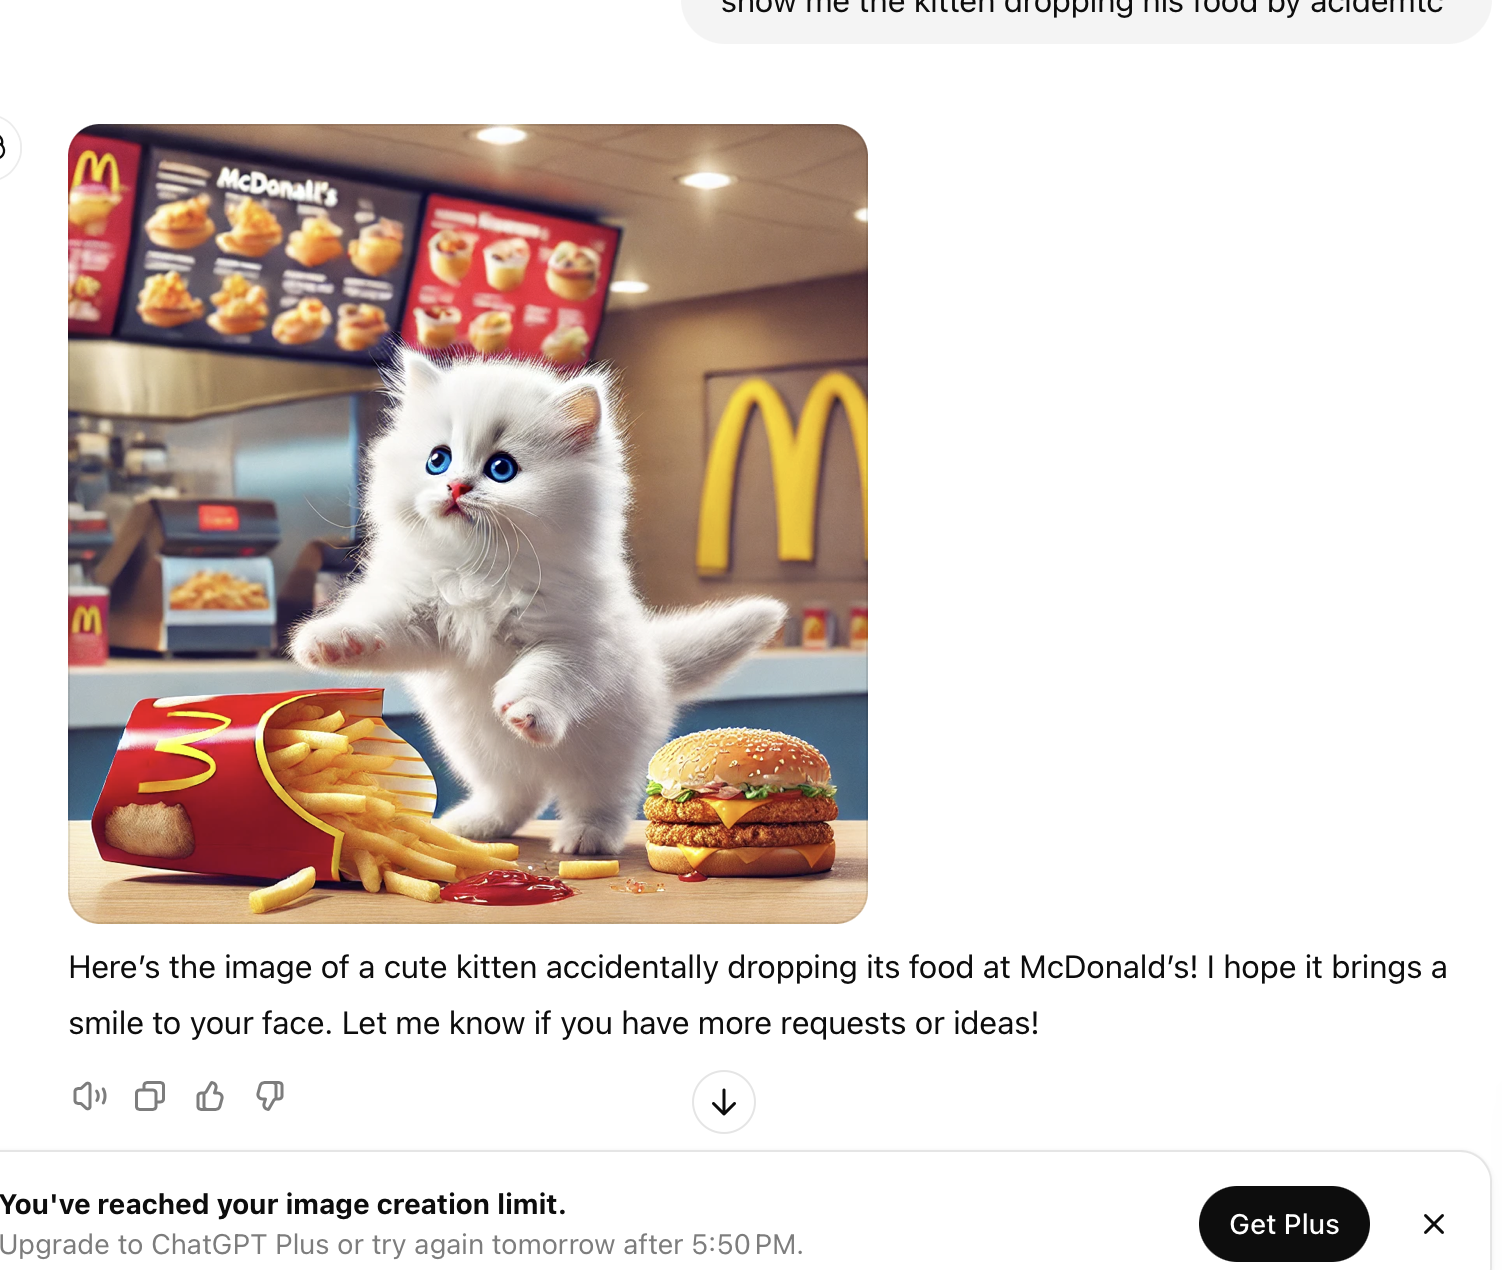 show me the kitten dropping his food by acidemtc
McDonall's
Here's the image of a cute kitten accidentally dropping its food at McDonald's! I hope it brings a
smile to your face. Let me know if you have more requests or ideas!
You've reached your image creation limit.
Get Plus
Upgrade to ChatGPT Plus or try again tomorrow after 5:50 PM.